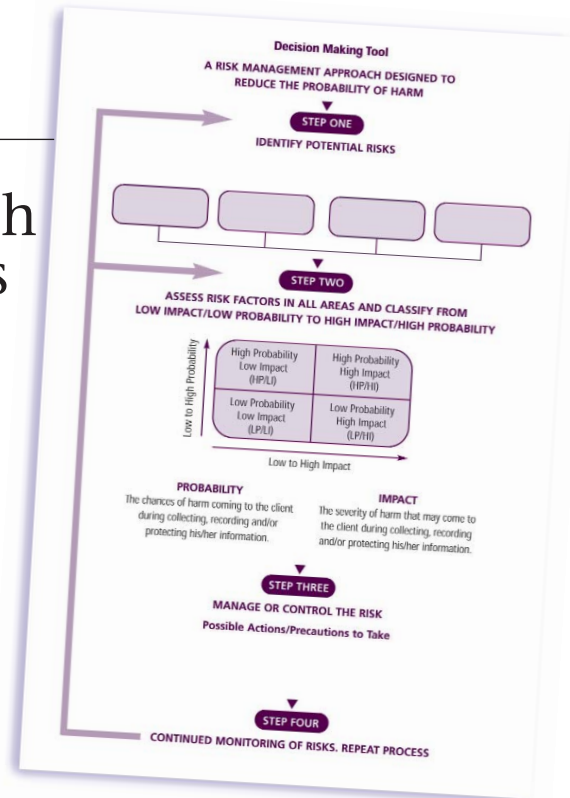 h
s
Decision Making Tool
A RISK MANAGEMENT APPROACH DESIGNED TO
REDUCE THE PROBABILITY OF HARM
STEP ONE
IDENTIFY POTENTIAL RISKS
STEP TWO
ASSESS RISK FACTORS IN ALL AREAS AND CLASSIFY FROM
LOW IMPACT/LOW PROBABILITY TO HIGH IMPACT/HIGH PROBABILITY
Low to High Probability
High Probability
Low Impact
(HP/LI)
High Probability
High Impact
(HP/HI)
Low Probability
Low Impact
(LP/LI)
Low Probability
High Impact
(LP/HI)
Low to High Impact
PROBABILITY
The chances of harm coming to the client
during collecting, recording and/or
protecting his/her information.
IMPACT
The severity of harm that may come to
the client during collecting, recording
and/or protecting his/her information.
STEP THREE
MANAGE OR CONTROL THE RISK
Possible Actions/Precautions to Take
STEP FOUR
CONTINUED MONITORING OF RISKS. REPEAT PROCESS